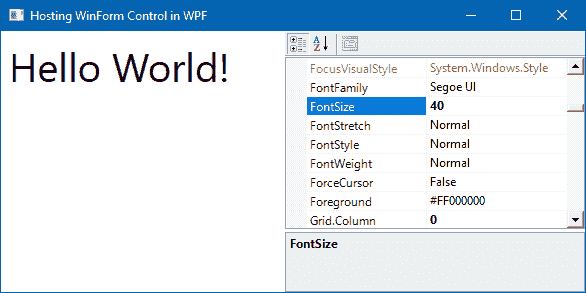 Hosting WinForm Control in WPF
Hello World!
FocusVisualStyle System.Windows.Style
FontFamily Segoe UI
FontSize 40
FontStretch Normal
FontStyle Normal
FontWeight Normal
ForceCursor False
Foreground #FF000000
Grid.Column 0
FontSize